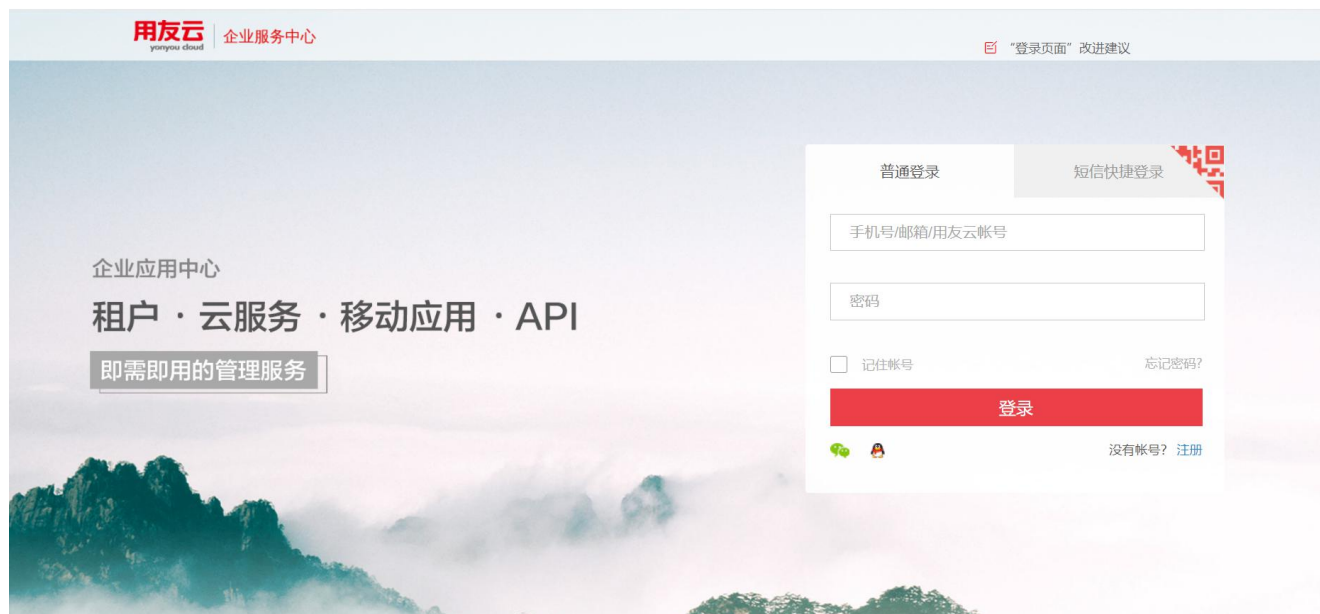 用友云
yonyou cloud
企业服务中心
“登录页面”改进建议
普通登录
短信快捷登录
手机号/邮箱/用友云帐号
企业应用中心
租户·云服务·移动应用·API
即需即用的管理服务
密码
记住帐号
忘记密码?
登录
没有帐号? 注册